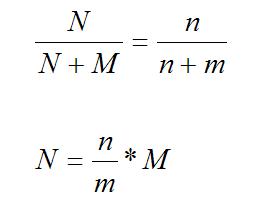 N / (N + M) = n / (n + m)
N = n / m * M